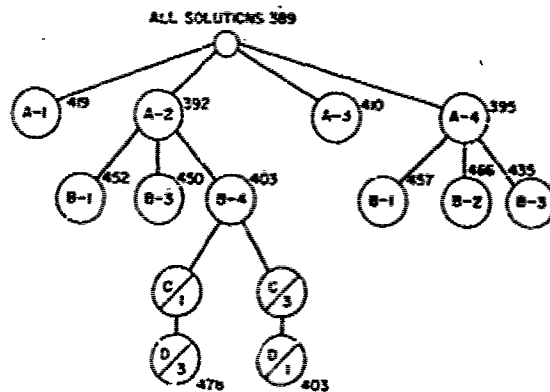 ALL SOLUTIONS 389
A-1 419 A-2 392 A-3 410 A-4 395
B-1 452 B-3 450 B-4 403 B-1 457 B-2 466 B-3 435
C 1 C 3
D 3 478 D 1 403